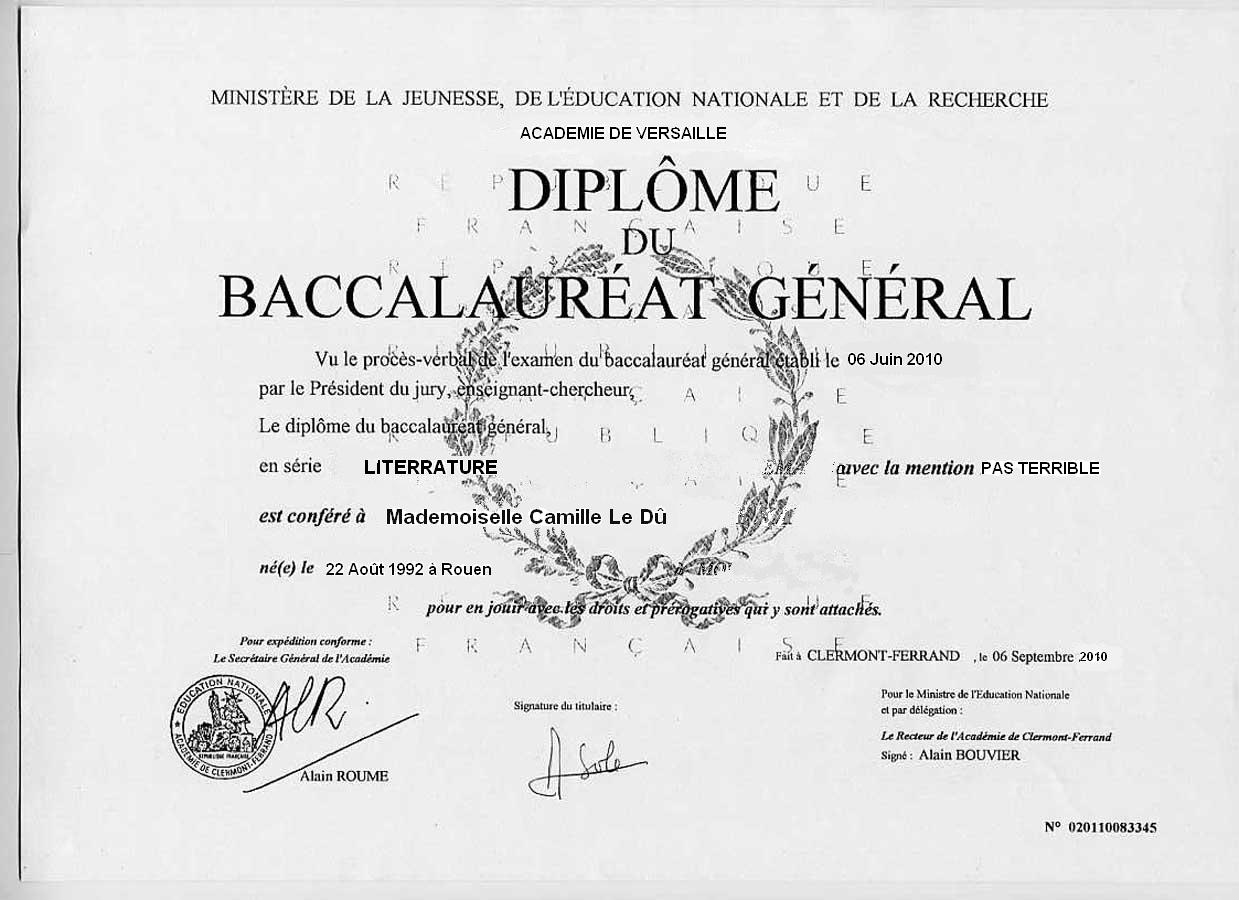 MINISTÈRE DE LA JEUNESSE, DE L'ÉDUCATION NATIONALE ET DE LA RECHERCHE
ACADEMIE DE VERSAILLE
DIPLÔME
DU
BACCALAURÉAT GÉNÉRAL
Vu le procès-verbal de l'examen du baccalauréat général établi le 06 Juin 2010
par le Président du jury, enseignant-chercheur,
Le diplôme du baccalauréat général,
en série LITERRATURE avec la mention PAS TERRIBLE
est conféré à Mademoiselle Camille Le Dû
né(e) le 22 Août 1992 à Rouen
pour en jouir avec les droits et prérogatives qui y sont attachés.
Pour expédition conforme :
Le Secrétaire Général de l'Académie
Fait à CLERMONT-FERRAND , le 06 Septembre 2010
EDUCATION NATIONALE
REPUBLIQUE FRANÇAISE
ACADEMIE DE CLERMONT-FERRAND
Alain ROUME
Signature du titulaire :
Pour le Ministre de l'Education Nationale
et par délégation :
Le Recteur de l'Académie de Clermont-Ferrand
Signé : Alain BOUVIER
N° 020110083345